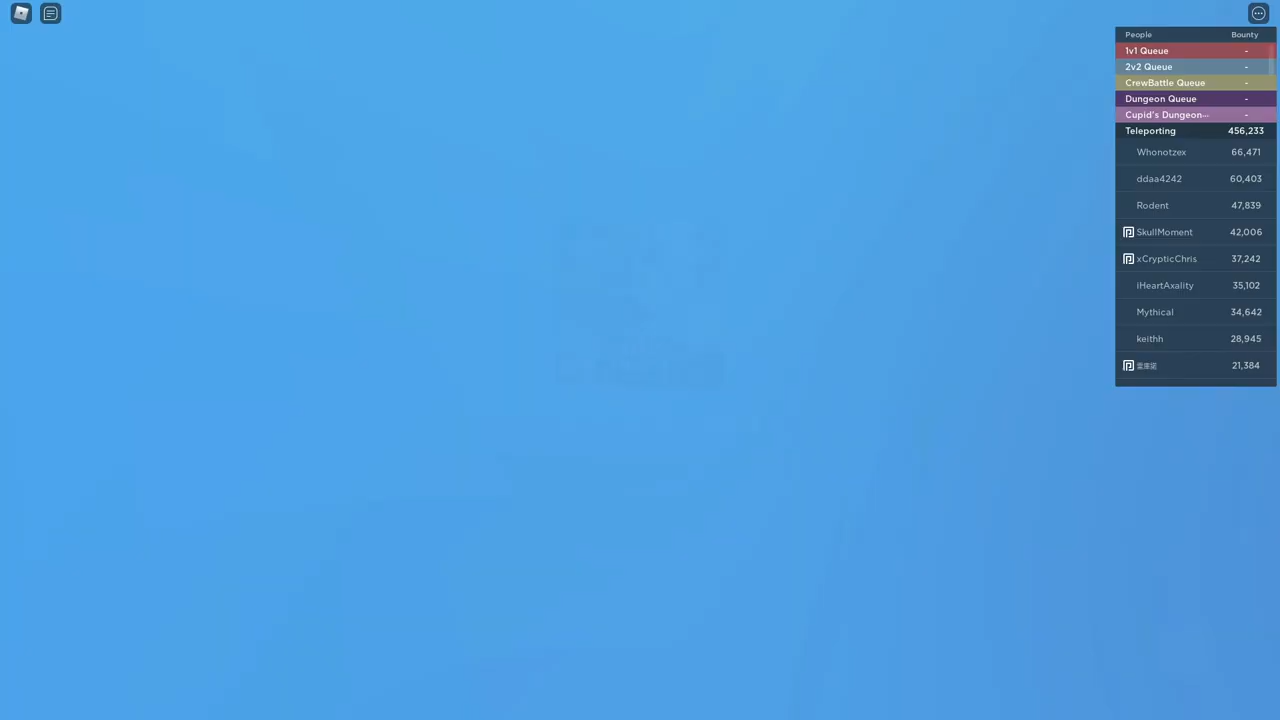 People Bounty
1v1 Queue -
2v2 Queue -
CrewBattle Queue -
Dungeon Queue -
Cupid's Dungeon...  -
Teleporting 456,233
Whonotzex 66,471
ddaa4242 60,403
Rodent 47,839
SkullMoment 42,006
xCrypticChris 37,242
iHeartAxality 35,102
Mythical 34,642
keithh 28,945
21,384